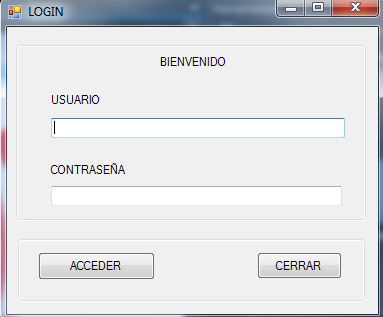 LOGIN
BIENVENIDO
USUARIO
CONTRASEÑA
ACCEDER
CERRAR